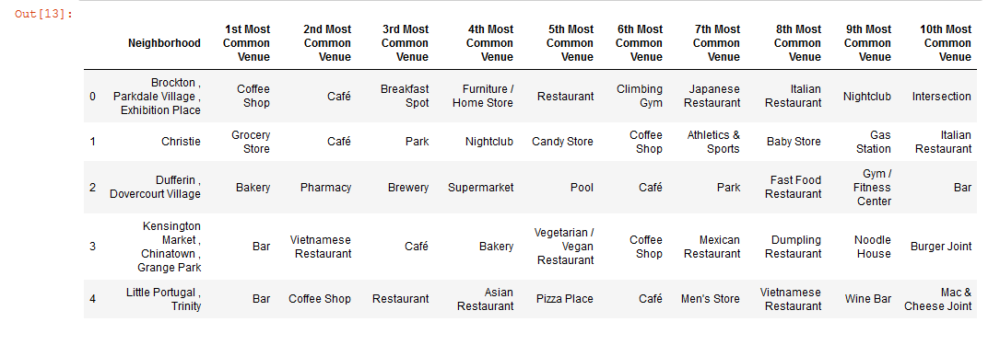 Out[13]:
Neighborhood 1st Most Common Venue 2nd Most Common Venue 3rd Most Common Venue 4th Most Common Venue 5th Most Common Venue 6th Most Common Venue 7th Most Common Venue 8th Most Common Venue 9th Most Common Venue 10th Most Common Venue
0 Brockton , Parkdale Village , Exhibition Place Coffee Shop Café Breakfast Spot Furniture / Home Store Restaurant Climbing Gym Japanese Restaurant Italian Restaurant Nightclub Intersection
1 Christie Grocery Store Café Park Nightclub Candy Store Coffee Shop Athletics & Sports Baby Store Gas Station Italian Restaurant
2 Dufferin , Dovercourt Village Bakery Pharmacy Brewery Supermarket Pool Café Park Fast Food Restaurant Gym / Fitness Center Bar
3 Kensington Market , Chinatown , Grange Park Bar Vietnamese Restaurant Café Bakery Vegetarian / Vegan Restaurant Coffee Shop Mexican Restaurant Dumpling Restaurant Noodle House Burger Joint
4 Little Portugal , Trinity Bar Coffee Shop Restaurant Asian Restaurant Pizza Place Café Men's Store Vietnamese Restaurant Wine Bar Mac & Cheese Joint